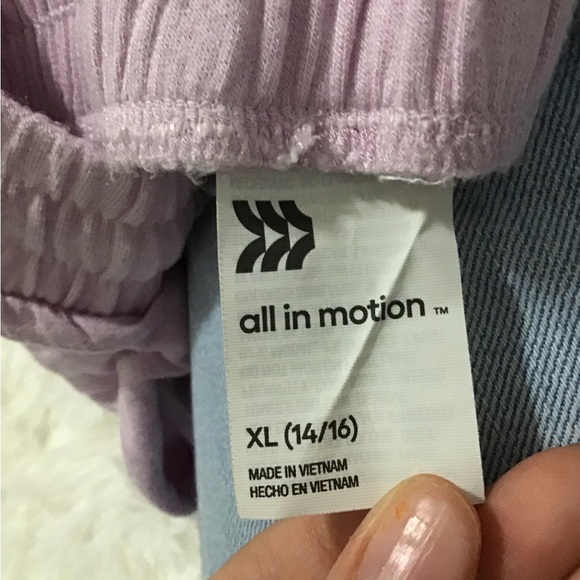 all in motion ™
XL (14/16)
MADE IN VIETNAM
HECHO EN VIETNAM